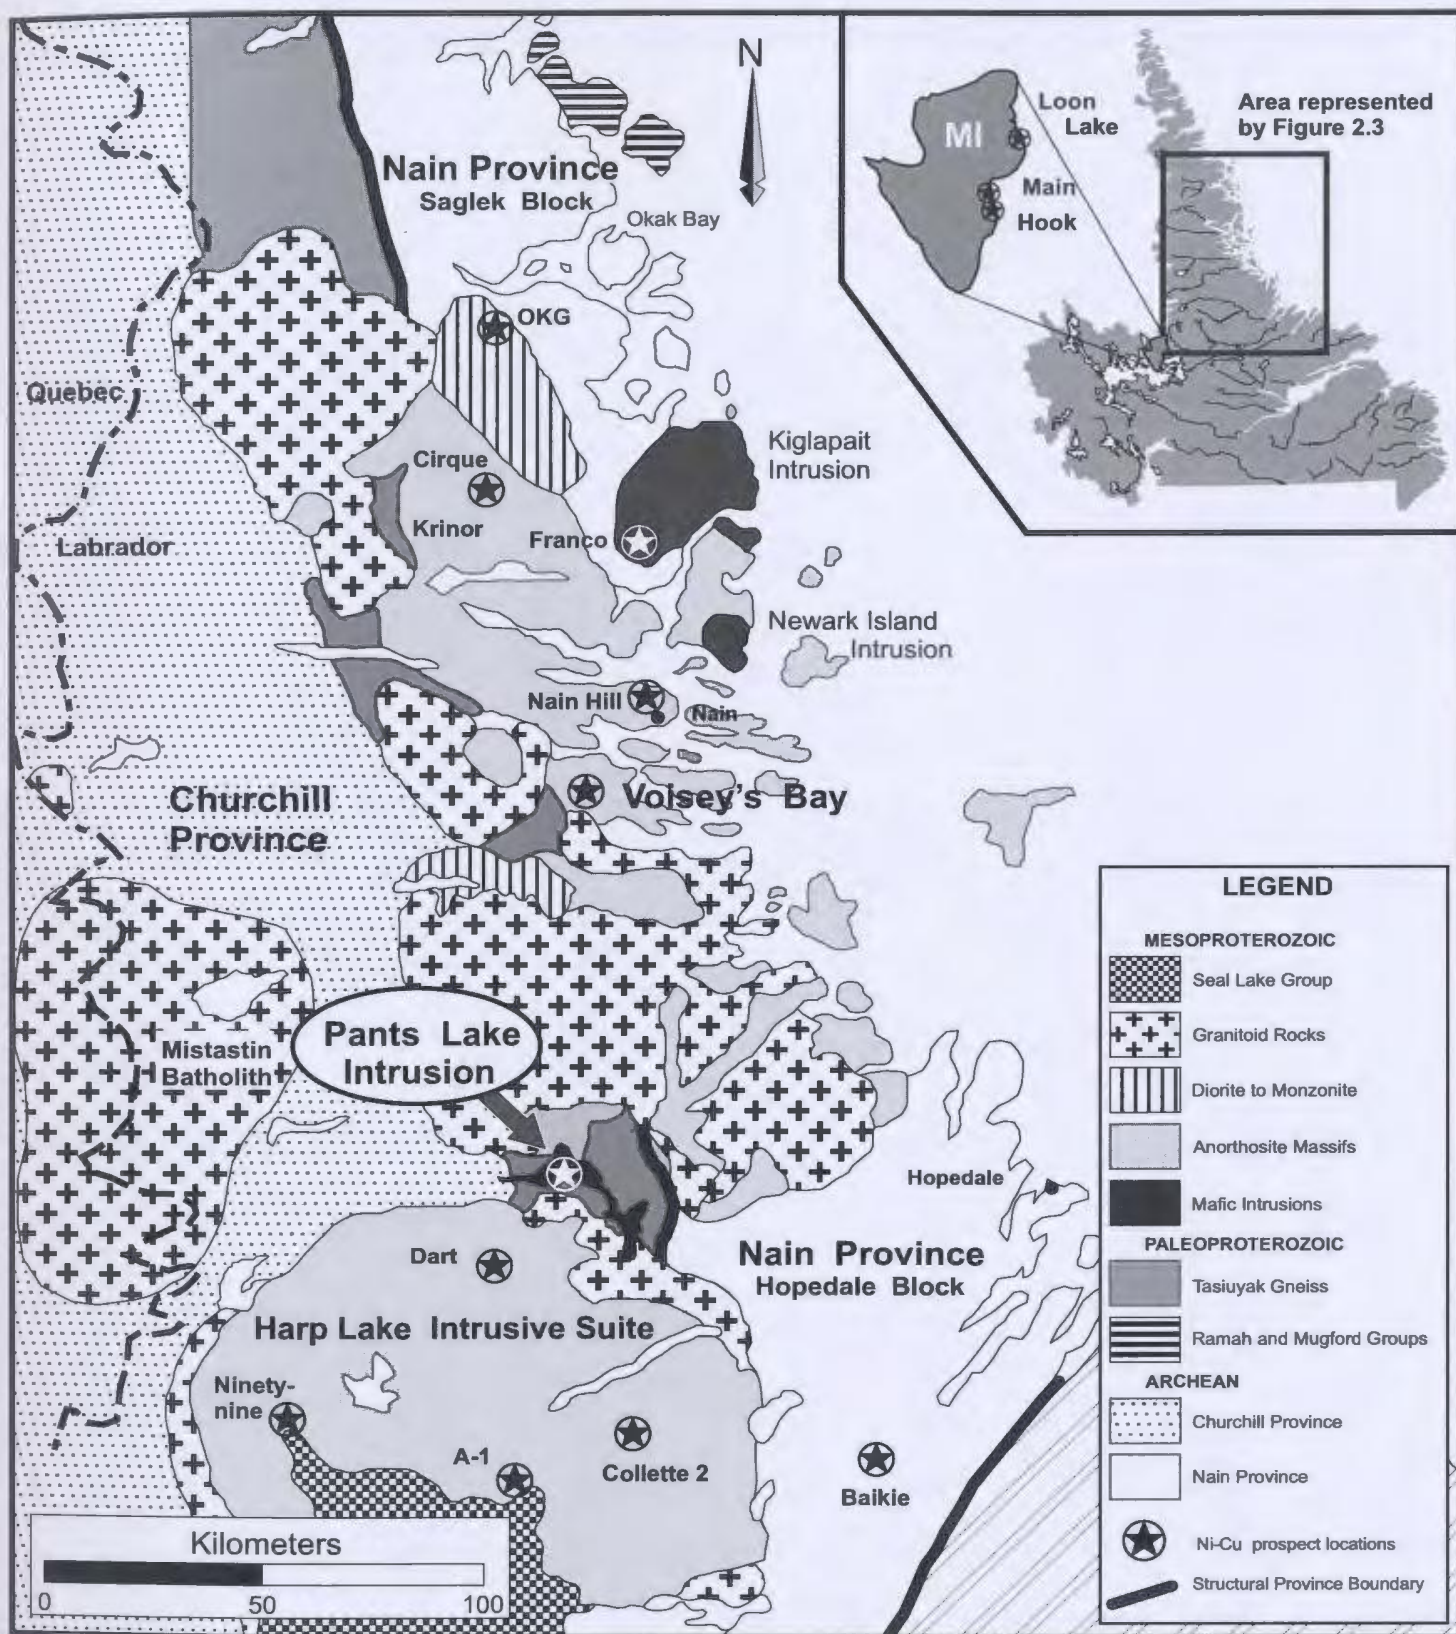 N
Nain Province
Saglek Block
Okak Bay
OKG
Quebec
Labrador
Cirque
Krinor
Franco
Kiglapait
Intrusion
Newark Island
Intrusion
Nain Hill
Nain
Voisey's Bay
Churchill
Province
Mistastin
Batholith
Pants Lake
Intrusion
Hopedale
Nain Province
Hopedale Block
Dart
Harp Lake Intrusive Suite
Ninety-
nine
A-1
Collette 2
Baikie
Kilometers
0 50 100
MI
Loon
Lake
Main
Hook
Area represented
by Figure 2.3
LEGEND
MESOPROTEROZOIC
Seal Lake Group
Granitoid Rocks
Diorite to Monzonite
Anorthosite Massifs
Mafic Intrusions
PALEOPROTEROZOIC
Tasiuyak Gneiss
Ramah and Mugford Groups
ARCHEAN
Churchill Province
Nain Province
Ni-Cu prospect locations
Structural Province Boundary